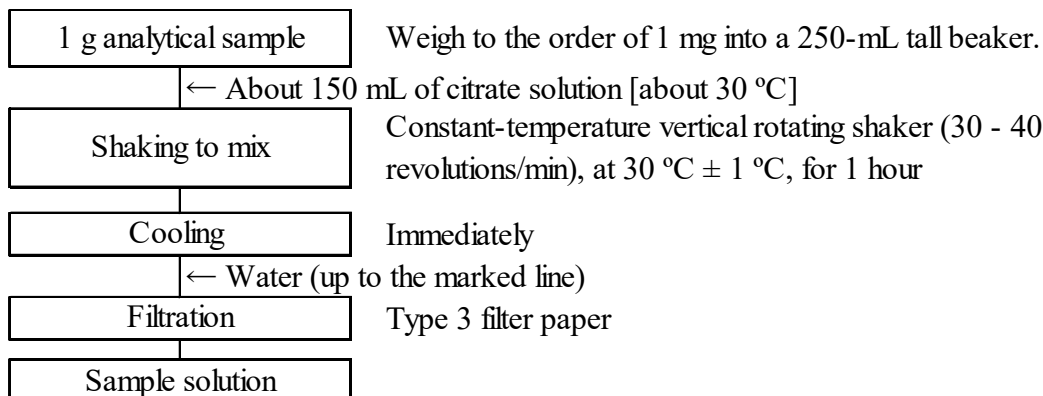 1 g analytical sample Weigh to the order of 1 mg into a 250-mL tall beaker.
← About 150 mL of citrate solution [about 30 ºC]
Shaking to mix
Constant-temperature vertical rotating shaker (30 - 40
revolutions/min), at 30 ºC ± 1 ºC, for 1 hour
Cooling Immediately
← Water (up to the marked line)
Filtration Type 3 filter paper
Sample solution